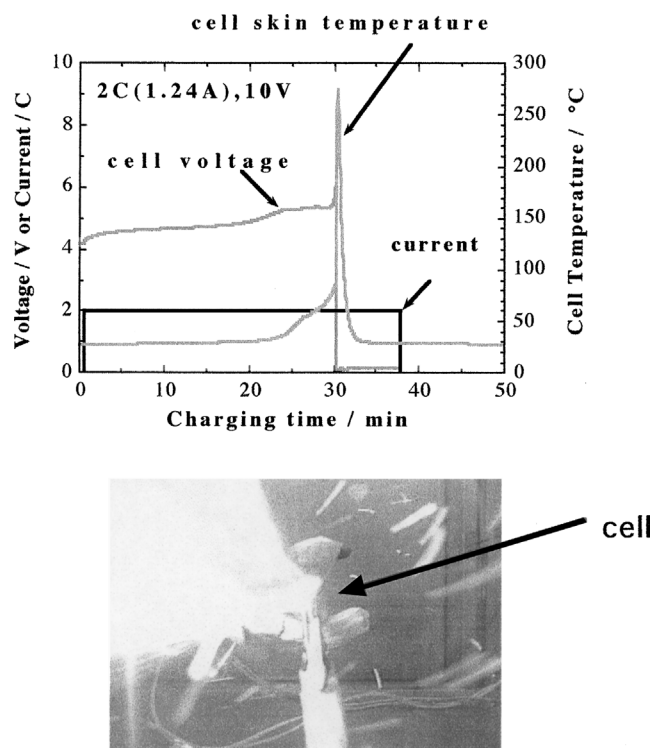 cell skin temperature
10
8
6
4
2
0
Voltage / V or Current / C
2C(1.24A),10V
cell voltage
current
300
250
200
150
100
50
0
Cell Temperature / °C
0
10
20
30
40
50
Charging time / min
cell